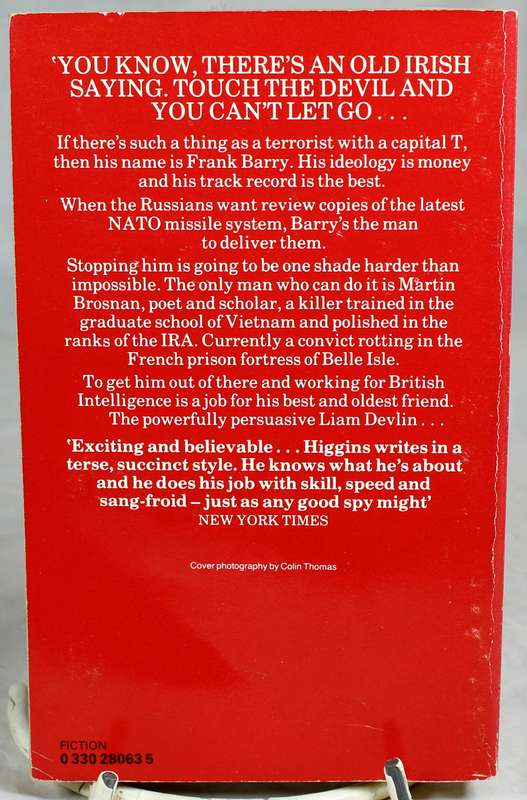 ‘YOU KNOW, THERE’S AN OLD IRISH
SAYING. TOUCH THE DEVIL AND
YOU CAN’T LET GO . . .
If there’s such a thing as a terrorist with a capital T,
then his name is Frank Barry. His ideology is money
and his track record is the best.
When the Russians want review copies of the latest
NATO missile system, Barry’s the man
to deliver them.
Stopping him is going to be one shade harder than
impossible. The only man who can do it is Martin
Brosnan, poet and scholar, a killer trained in the
graduate school of Vietnam and polished in the
ranks of the IRA. Currently a convict rotting in the
French prison fortress of Belle Isle.
To get him out of there and working for British
Intelligence is a job for his best and oldest friend.
The powerfully persuasive Liam Devlin . . .
‘Exciting and believable . . . Higgins writes in a
terse, succinct style. He knows what he’s about
and he does his job with skill, speed and
sang-froid – just as any good spy might’
NEW YORK TIMES
Cover photography by Colin Thomas
FICTION
0 330 28063 5